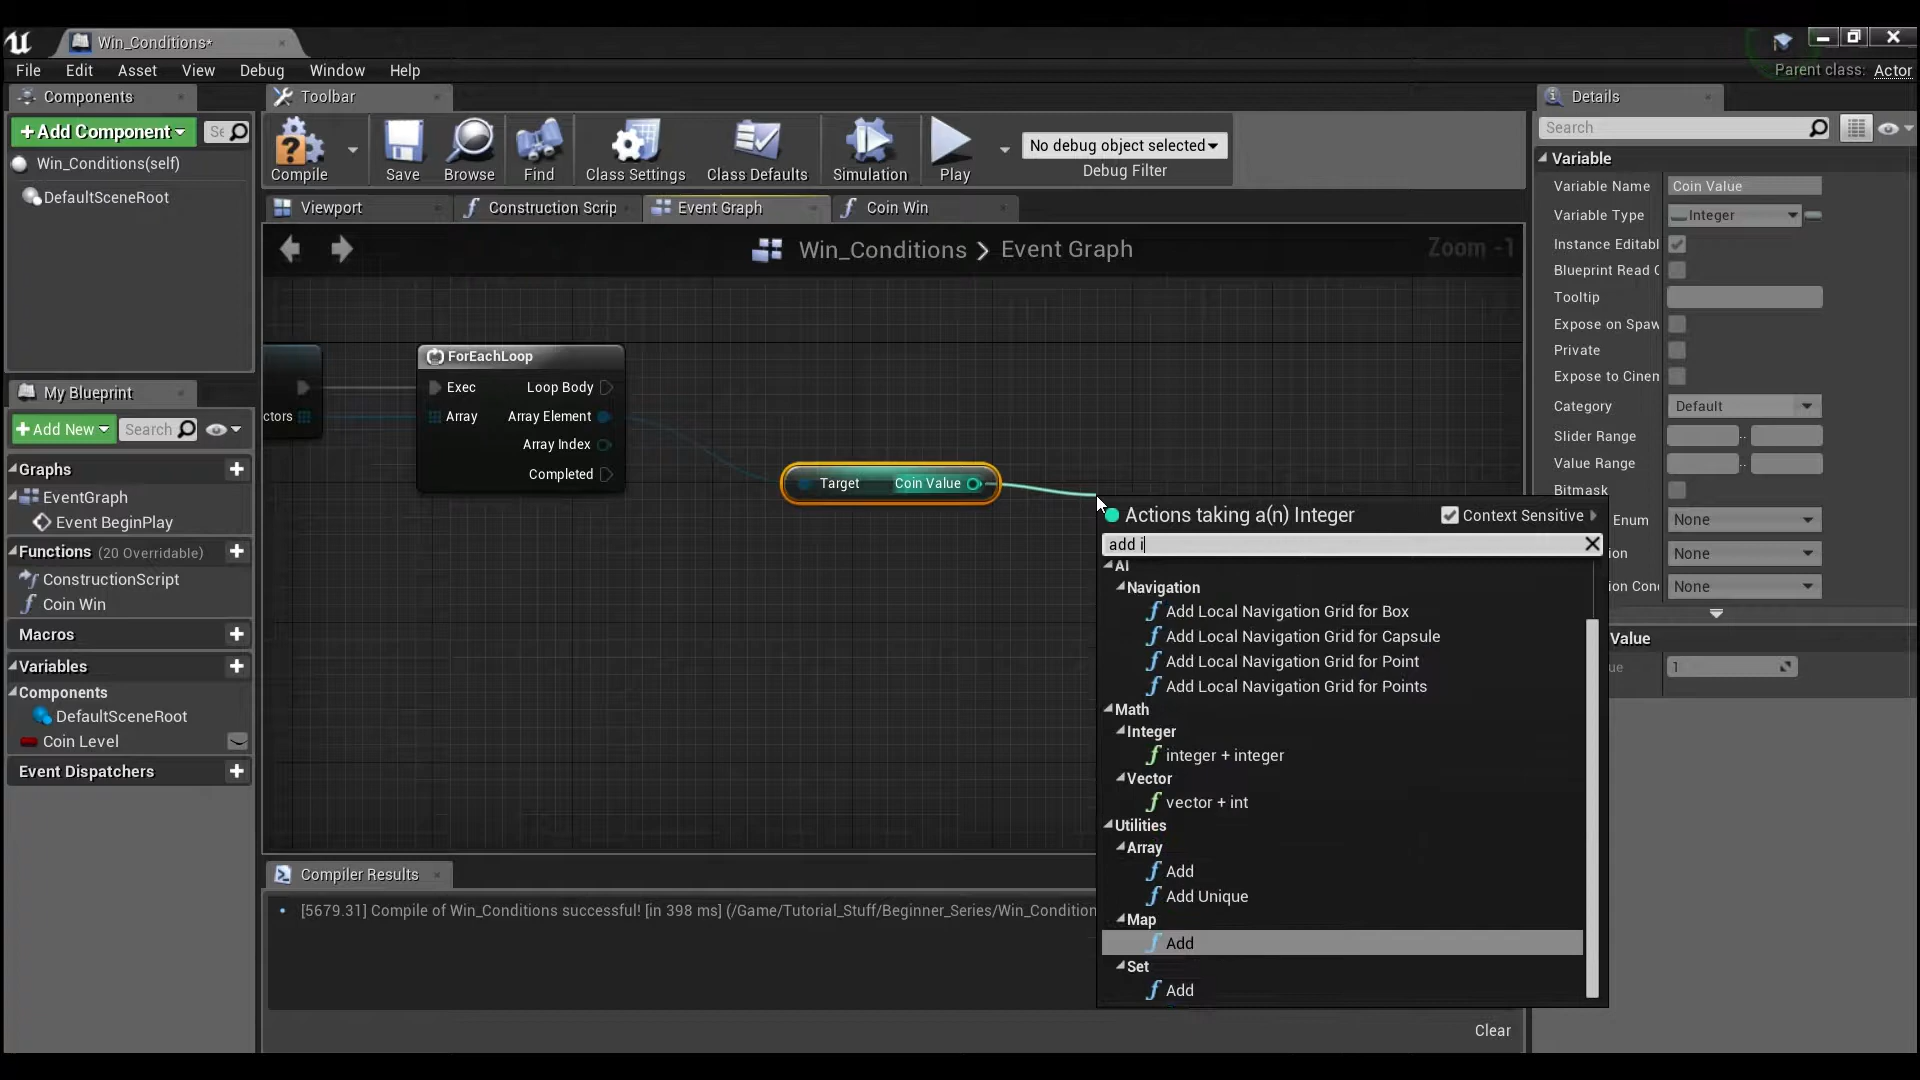 Win_Conditions*
File Edit Asset View Debug Window Help
Parent class: Actor
Components
+Add Component
Se
Win_Conditions(self)
DefaultSceneRoot
Toolbar
Compile
Save
Browse
Find
Class Settings
Class Defaults
Simulation
Play
No debug object selected
Debug Filter
Viewport
Construction Scrip
Event Graph
Coin Win
Win_Conditions > Event Graph
Zoom -1
My Blueprint
+Add New
Search
Graphs
EventGraph
Event BeginPlay
Functions (20 Overridable)
ConstructionScript
Coin Win
Macros
Variables
Components
DefaultSceneRoot
Coin Level
Event Dispatchers
ctors
ForEachLoop
Exec Loop Body
Array Array Element
Array Index
Completed
Target Coin Value
Actions taking a(n) Integer
Context Sensitive
add i
AI
Navigation
Add Local Navigation Grid for Box
Add Local Navigation Grid for Capsule
Add Local Navigation Grid for Point
Add Local Navigation Grid for Points
Math
Integer
integer + integer
Vector
vector + int
Utilities
Array
Add
Add Unique
Map
Add
Set
Add
Compiler Results
[5679.31] Compile of Win_Conditions successful! [in 398 ms] (/Game/Tutorial_Stuff/Beginner_Series/Win_Condition
Clear
Details
Search
Variable
Variable Name Coin Value
Variable Type Integer
Instance Editabl
Blueprint Read C
Tooltip
Expose on Spaw
Private
Expose to Cinen
Category Default
Slider Range ..
Value Range ..
Bitmask
Enum None
ion None
ion Con None
Value
ue 1